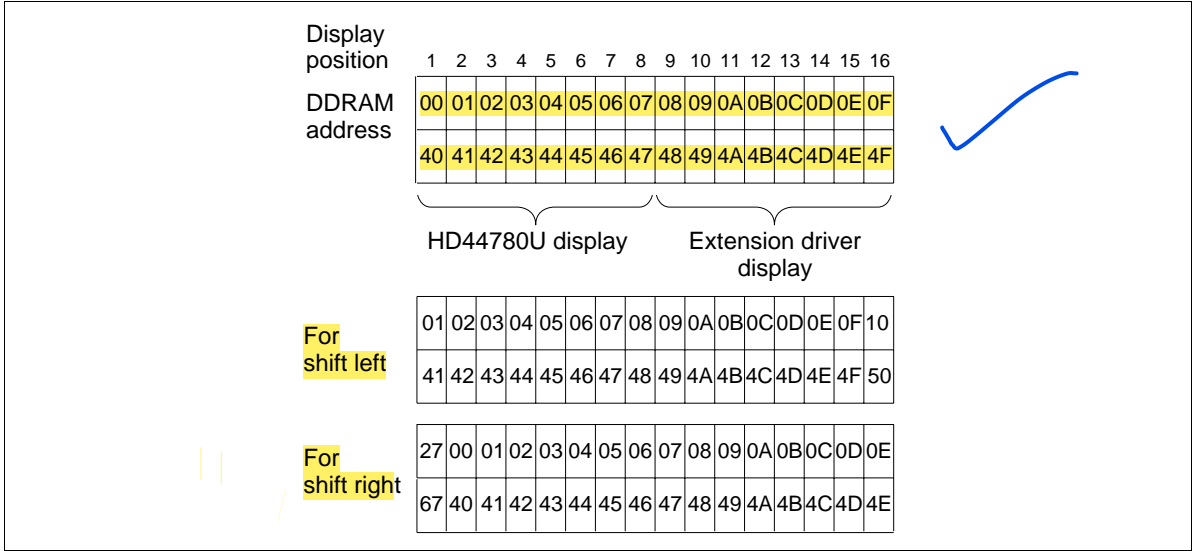 Display
position 1 2 3 4 5 6 7 8 9 10 11 12 13 14 15 16
DDRAM
address
00 01 02 03 04 05 06 07 08 09 0A 0B 0C 0D 0E 0F
40 41 42 43 44 45 46 47 48 49 4A 4B 4C 4D 4E 4F
HD44780U display
Extension driver
display
For
shift left
01 02 03 04 05 06 07 08 09 0A 0B 0C 0D 0E 0F 10
41 42 43 44 45 46 47 48 49 4A 4B 4C 4D 4E 4F 50
For
shift right
27 00 01 02 03 04 05 06 07 08 09 0A 0B 0C 0D 0E
67 40 41 42 43 44 45 46 47 48 49 4A 4B 4C 4D 4E